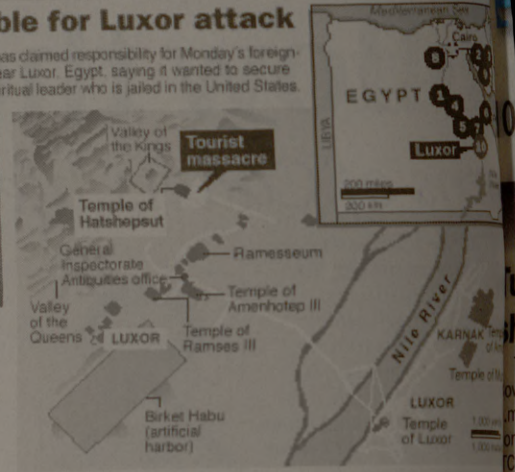 ble for Luxor attack
as claimed responsibility for Monday's foreign-
ear Luxor, Egypt, saying it wanted to secure
ritual leader who is jailed in the United States.
Mediterranean Sea
Cairo
EGYPT
LIBYA
Luxor
200 miles
200 km
Valley of
the Kings
Tourist
massacre
Temple of
Hatshepsut
General
Inspectorate
Antiquities office
Ramesseum
Temple of
Amenhotep III
Valley
of the
Queens
LUXOR
Temple of
Ramses III
Nile River
KARNAK
Birket Habu
(artificial
harbor)
LUXOR
Temple
of Luxor